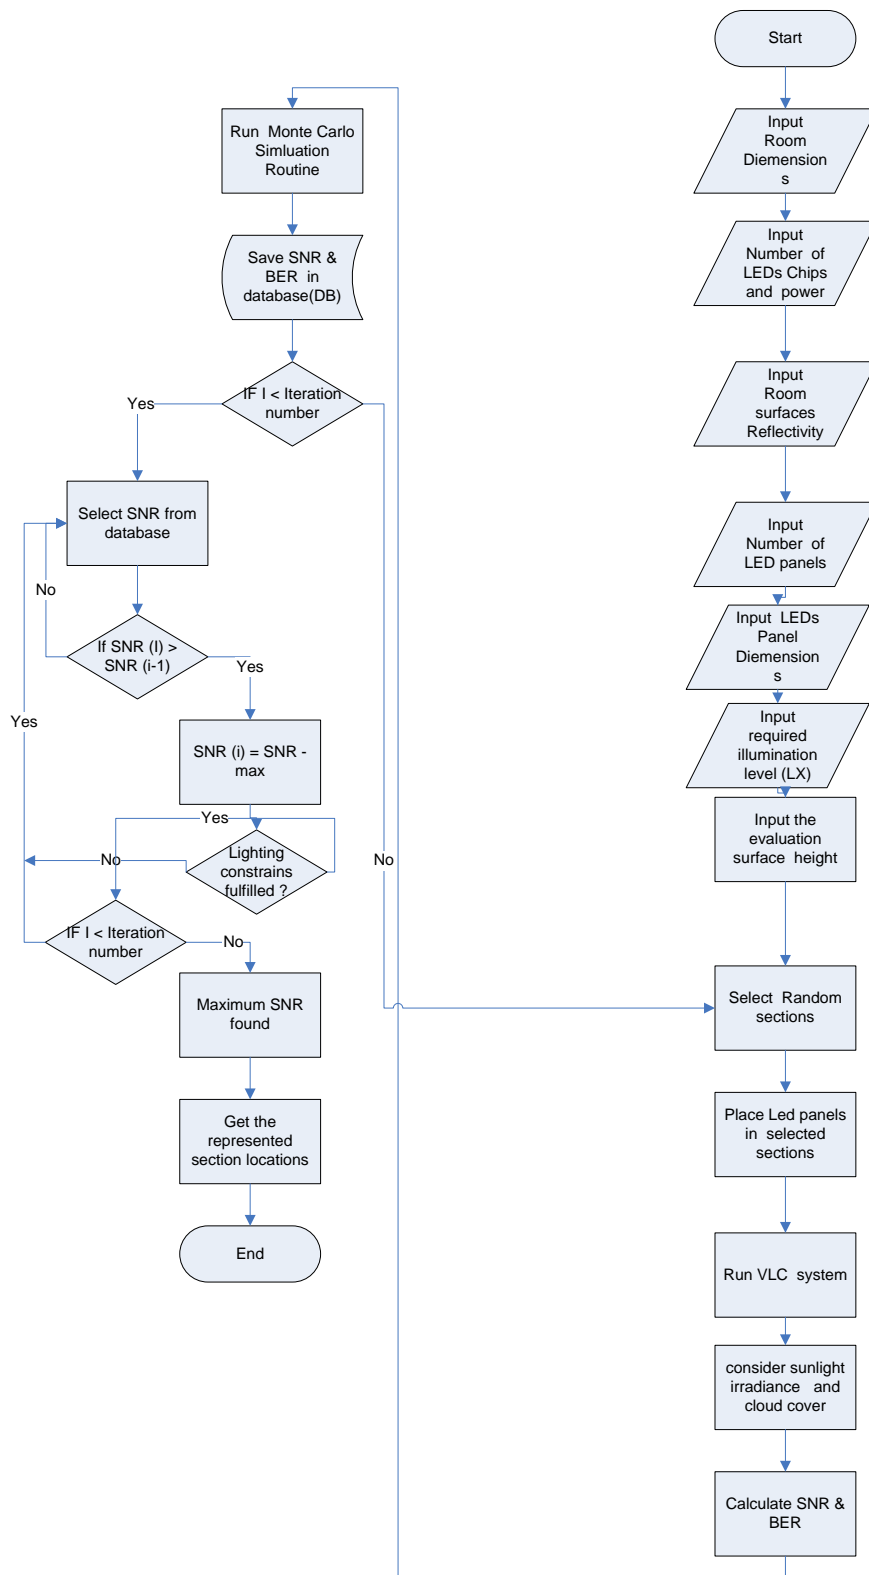 Start
Input
Room
Diemension
s
Input
Number of
LEDs Chips
and power
Input
Room
surfaces
Reflectivity
Input
Number of
LED panels
Input LEDs
Panel
Diemension
s
Input
required
illumination
level (LX)
Input the
evaluation
surface height
Select Random
sections
Place Led panels
in selected
sections
Run VLC system
consider sunlight
irradiance and
cloud cover
Calculate SNR &
BER
Run Monte Carlo
Simluation
Routine
Save SNR &
BER in
database(DB)
IF I < Iteration
number
Yes
No
Select SNR from
database
No
If SNR (I) >
SNR (i-1)
Yes
Yes
SNR (i) = SNR -
max
Yes
No
Lighting
constrains
fulfilled ?
IF I < Iteration
number
No
Maximum SNR
found
Get the
represented
section locations
End